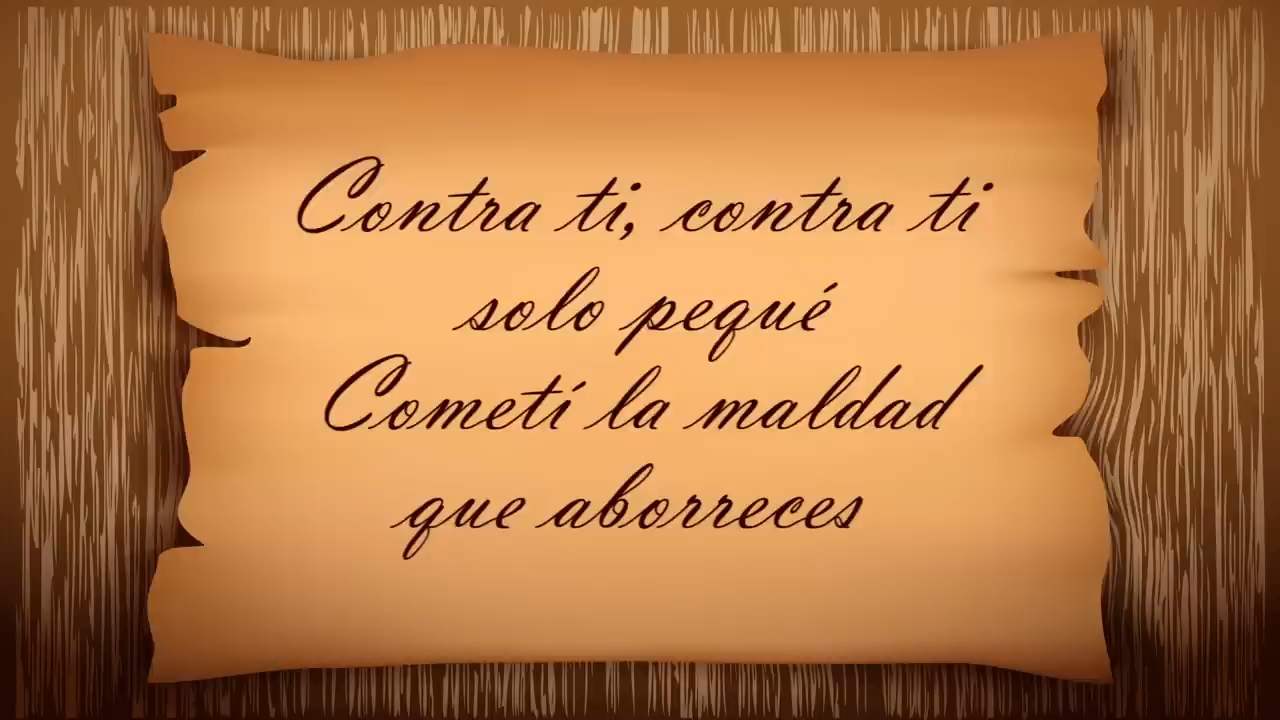 Contra ti, contra ti
solo pequé
Cometí la maldad
que aborreces